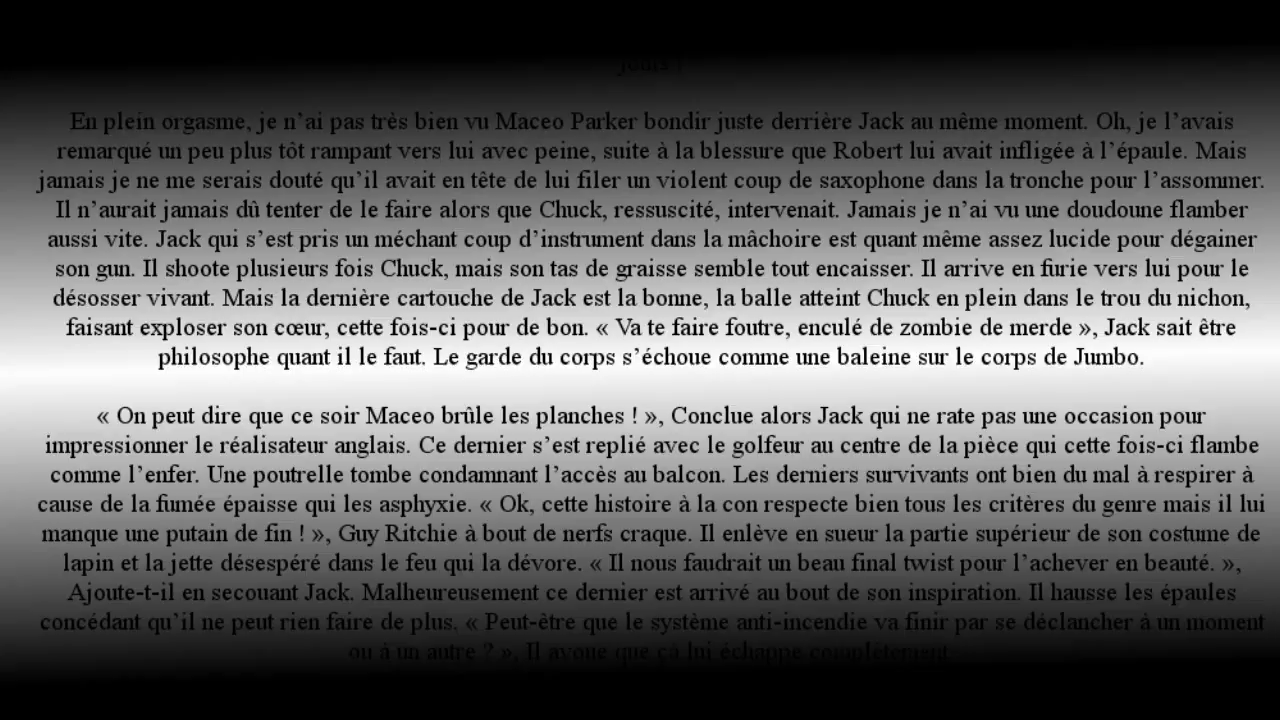 jouis !
En plein orgasme, je n’ai pas très bien vu Maceo Parker bondir juste derrière Jack au même moment. Oh, je l’avais
remarqué un peu plus tôt rampant vers lui avec peine, suite à la blessure que Robert lui avait infligée à l’épaule. Mais
jamais je ne me serais douté qu’il avait en tête de lui filer un violent coup de saxophone dans la tronche pour l’assommer.
Il n’aurait jamais dû tenter de le faire alors que Chuck, ressuscité, intervenait. Jamais je n’ai vu une doudoune flamber
aussi vite. Jack qui s’est pris un méchant coup d’instrument dans la mâchoire est quant même assez lucide pour dégainer
son gun. Il shoote plusieurs fois Chuck, mais son tas de graisse semble tout encaisser. Il arrive en furie vers lui pour le
désosser vivant. Mais la dernière cartouche de Jack est la bonne, la balle atteint Chuck en plein dans le trou du nichon,
faisant exploser son cœur, cette fois-ci pour de bon. « Va te faire foutre, enculé de zombie de merde », Jack sait être
philosophe quant il le faut. Le garde du corps s’échoue comme une baleine sur le corps de Jumbo.
« On peut dire que ce soir Maceo brûle les planches ! », Conclue alors Jack qui ne rate pas une occasion pour
impressionner le réalisateur anglais. Ce dernier s’est replié avec le golfeur au centre de la pièce qui cette fois-ci flambe
comme l’enfer. Une poutrelle tombe condamnant l’accès au balcon. Les derniers survivants ont bien du mal à respirer à
cause de la fumée épaisse qui les asphyxie. « Ok, cette histoire à la con respecte bien tous les critères du genre mais il lui
manque une putain de fin ! », Guy Ritchie à bout de nerfs craque. Il enlève en sueur la partie supérieur de son costume de
lapin et la jette désespéré dans le feu qui la dévore. « Il nous faudrait un beau final twist pour l’achever en beauté. »,
Ajoute-t-il en secouant Jack. Malheureusement ce dernier est arrivé au bout de son inspiration. Il hausse les épaules
concédant qu’il ne peut rien faire de plus. « Peut-être que le système anti-incendie va finir par se déclancher à un moment
ou à un autre ? », Il avoue que çà lui échappe complètement.